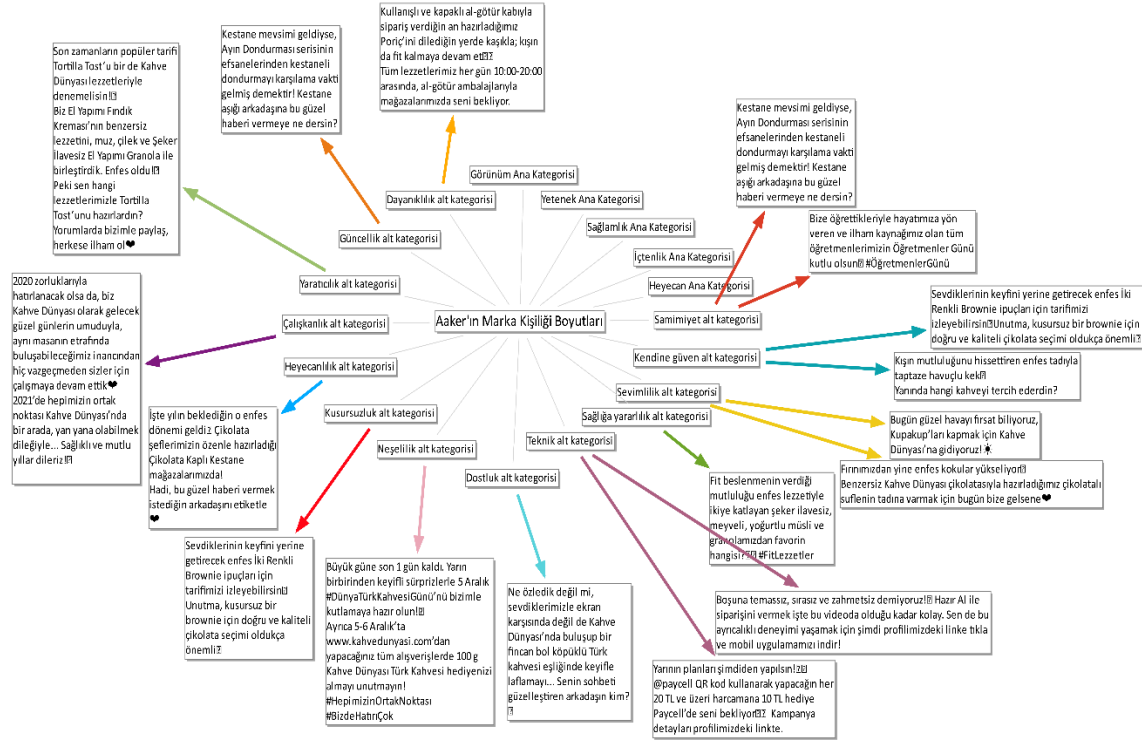 Kullanışlı ve kapaklı al-götür kabıyla
sipariş verdiğin an hazırladığımız
Poriç'ini dilediğin yerde kaşıkla; kışın
da fit kalmaya devam et
Tüm lezzetlerimiz her gün 10:00-20:00
arasında, al-götür ambalajlarıyla
mağazalarımızda seni bekliyor.
Kestane mevsimi geldiyse,
Ayın Dondurması serisinin
efsanelerinden kestaneli
dondurmayı karşılama vakti
gelmiş demektir! Kestane
aşığı arkadaşına bu güzel
haberi vermeye ne dersin?
Son zamanların popüler tarifi
Tortilla Tost'u bir de Kahve
Dünyası lezzetleriyle
denemelisin!
Biz El Yapımı Fındık
Kreması'nın benzersiz
lezzetini, muz, çilek ve Şeker
İlavesiz El Yapımı Granola ile
birleştirdik. Enfes oldu!
Peki sen hangi
lezzetlerimizle Tortilla
Tost'unu hazırlardın?
Yorumlarda bizimle paylaş,
herkese ilham ol❤
Kestane mevsimi geldiyse,
Ayın Dondurması serisinin
efsanelerinden kestaneli
dondurmayı karşılama vakti
gelmiş demektir! Kestane
aşığı arkadaşına bu güzel
haberi vermeye ne dersin?
Görünüm Ana Kategorisi
Dayanıklılık alt kategorisi
Yetenek Ana Kategorisi
Sağlamlık Ana Kategorisi
Güncellik alt kategorisi
İçtenlik Ana Kategorisi
Yaratıcılık alt kategorisi
Heyecan Ana Kategorisi
Bize öğrettikleriyle hayatımıza yön
veren ve ilham kaynağımız olan tüm
öğretmenlerimizin Öğretmenler Günü
kutlu olsun #ÖğretmenlerGünü
Çalışkanlık alt kategorisi
Aaker'ın Marka Kişiliği Boyutları
Samimiyet alt kategorisi
2020 zorluklarıyla
hatırlanacak olsa da, biz
Kahve Dünyası olarak gelecek
güzel günlerin umuduyla,
aynı masanın etrafında
buluşabileceğimiz inancından
hiç vazgeçmeden sizler için
çalışmaya devam ettik❤
2021'de hepimizin ortak
noktası Kahve Dünyası'nda
bir arada, yan yana olabilmek
dileğiyle... Sağlıklı ve mutlu
yıllar dileriz!
Sevdiklerinin keyfini yerine getirecek enfes İki
Renkli Brownie ipuçları için tarifimizi
izleyebilirsin Unutma, kusursuz bir brownie için
doğru ve kaliteli çikolata seçimi oldukça önemli
Kendine güven alt kategorisi
Heyecanlılık alt kategorisi
Kışın mutluluğunu hissettiren enfes tadıyla
taptaze havuçlu kek
Yanında hangi kahveyi tercih ederdin?
Sevimlilik alt kategorisi
Kusursuzluk alt kategorisi
Sağlığa yararlılık alt kategorisi
İşte yılın beklediğin o enfes
dönemi geldi Çikolata
şeflerimizin özenle hazırladığı
Çikolata Kaplı Kestane
mağazalarımızda!
Hadi, bu güzel haberi vermek
istediğin arkadaşını etiketle
❤
Bugün güzel havayı fırsat biliyoruz,
Kupakup'ları kapmak için Kahve
Dünyası'na gidiyoruz!☀
Neşelilik alt kategorisi
Teknik alt kategorisi
Dostluk alt kategorisi
Fırınımızdan yine enfes kokular yükseliyor
Benzersiz Kahve Dünyası çikolatasıyla hazırladığımız çikolatalı
suflenin tadına varmak için bugün bize gelsene❤
Fit beslenmenin verdiği
mutluluğu enfes lezzetiyle
ikiye katlayan şeker ilavesiz,
meyveli, yoğurtlu müsli ve
granolamızdan favorin
hangisi? #FitLezzetler
Sevdiklerinin keyfini yerine
getirecek enfes İki Renkli
Brownie ipuçları için
tarifimizi izleyebilirsin
Unutma, kusursuz bir
brownie için doğru ve kaliteli
çikolata seçimi oldukça
önemli
Büyük güne son 1 gün kaldı. Yarın
birbirinden keyifli sürprizlerle 5 Aralık
#DünyaTürkKahvesiGünü'nü bizimle
kutlamaya hazır olun!
Ayrıca 5-6 Aralık'ta
www.kahvedunyasi.com'dan
yapacağınız tüm alışverişlerde 100 g
Kahve Dünyası Türk Kahvesi hediyenizi
almayı unutmayın!
#HepimizinOrtakNoktası
#BizdeHatırıÇok
Ne özledik değil mi,
sevdiklerimizle ekran
karşısında değil de Kahve
Dünyası'nda buluşup bir
fincan bol köpüklü Türk
kahvesi eşliğinde keyifle
laflamayı... Senin sohbeti
güzelleştiren arkadaşın kim?
Boşuna temassız, sırasız ve zahmetsiz demiyoruz! Hazır Al ile
siparişini vermek işte bu videoda olduğu kadar kolay. Sen de bu
ayrıcalıklı deneyimi yaşamak için şimdi profilimizdeki linke tıkla
ve mobil uygulamamızı indir!
Yarının planları şimdiden yapılsın!
@paycell QR kod kullanarak yapacağın her
20 TL ve üzeri harcamana 10 TL hediye
Paycell'de seni bekliyor Kampanya
detayları profilimizdeki linkte.